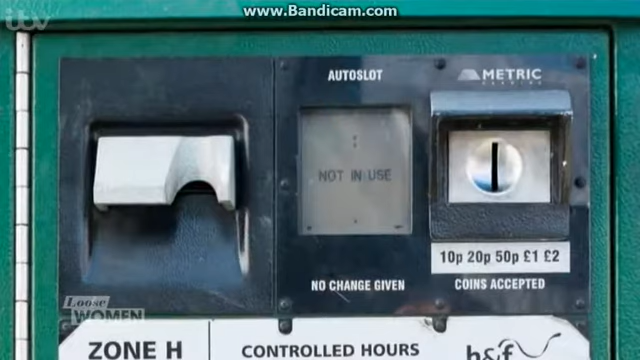 www.Bandicam.com
itv
AUTOSLOT
METRIC
NOT IN USE
10p 20p 50p £1 £2
NO CHANGE GIVEN
COINS ACCEPTED
Loose
WOMEN
ZONE H
CONTROLLED HOURS
h&f